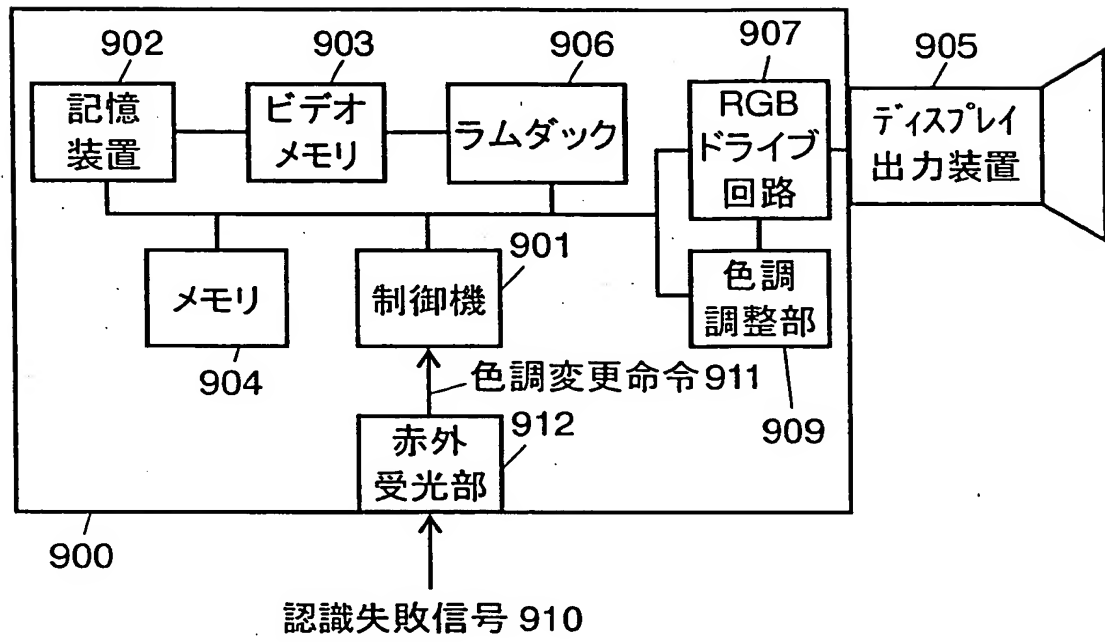 902
903
906
907
905
記憶
装置
ビデオ
メモリ
ラムダック
RGB
ドライブ
回路
ディスプレイ
出力装置
メモリ
904
901
制御機
色調
調整部
909
色調変更命令911
912
赤外
受光部
900
認識失敗信号 910